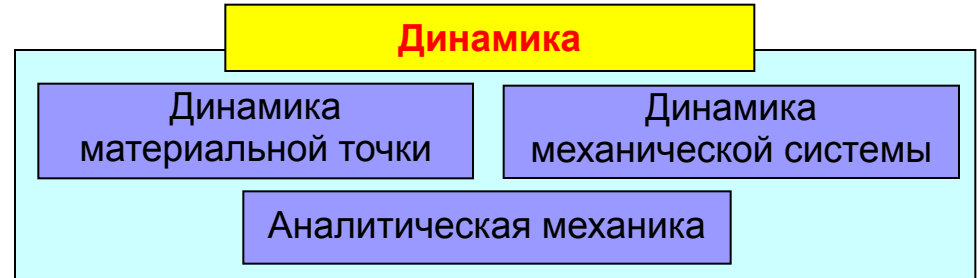 Динамика
Динамика
материальной точки
Динамика
механической системы
Аналитическая механика